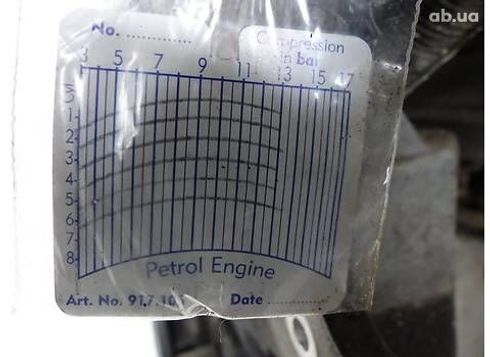 ab.ua
No. ..............
Compression
in bar
3 5 7 9 11 13 15 17
1
2
3
4
5
6
7
8
Petrol Engine
Date ..............
Art. No.